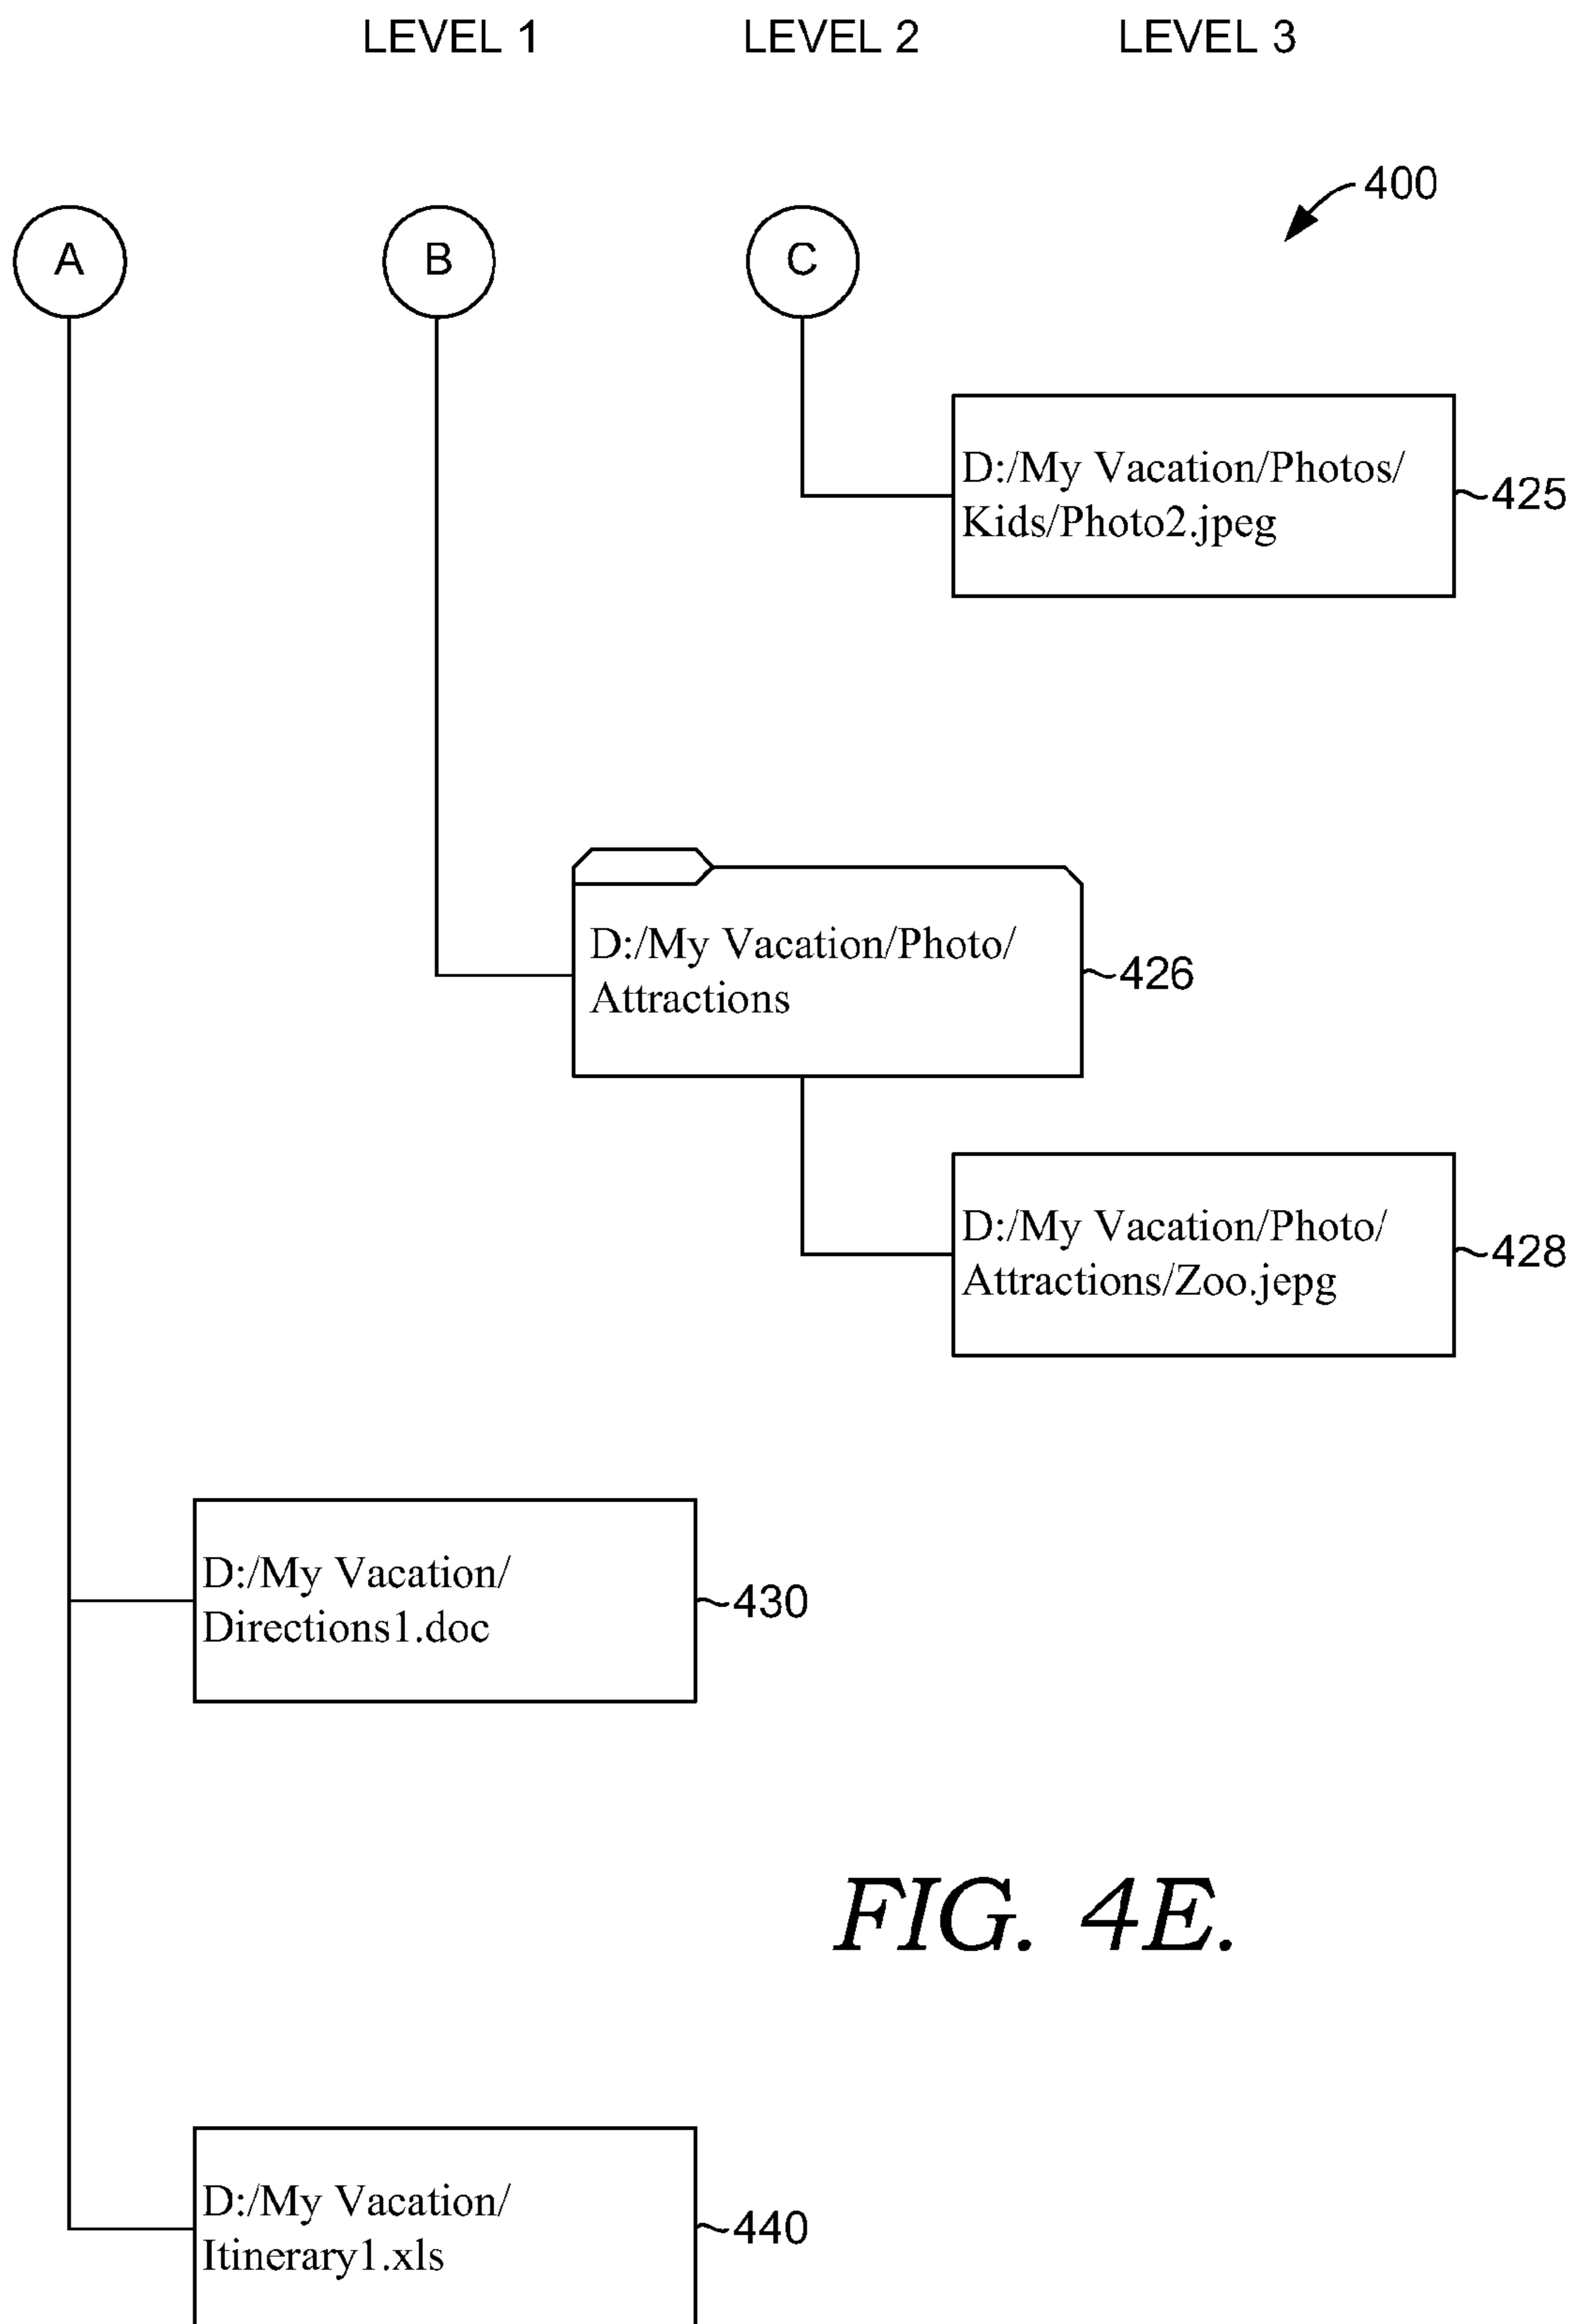 LEVEL 1 LEVEL 2 LEVEL 3
400
A B C
D:/My Vacation/Photos/
Kids/Photo2.jpeg
425
D:/My Vacation/Photo/
Attractions
426
D:/My Vacation/Photo/
Attractions/Zoo.jepg
428
D:/My Vacation/
Directions1.doc
430
FIG. 4E.
D:/My Vacation/
Itinerary1.xls
440